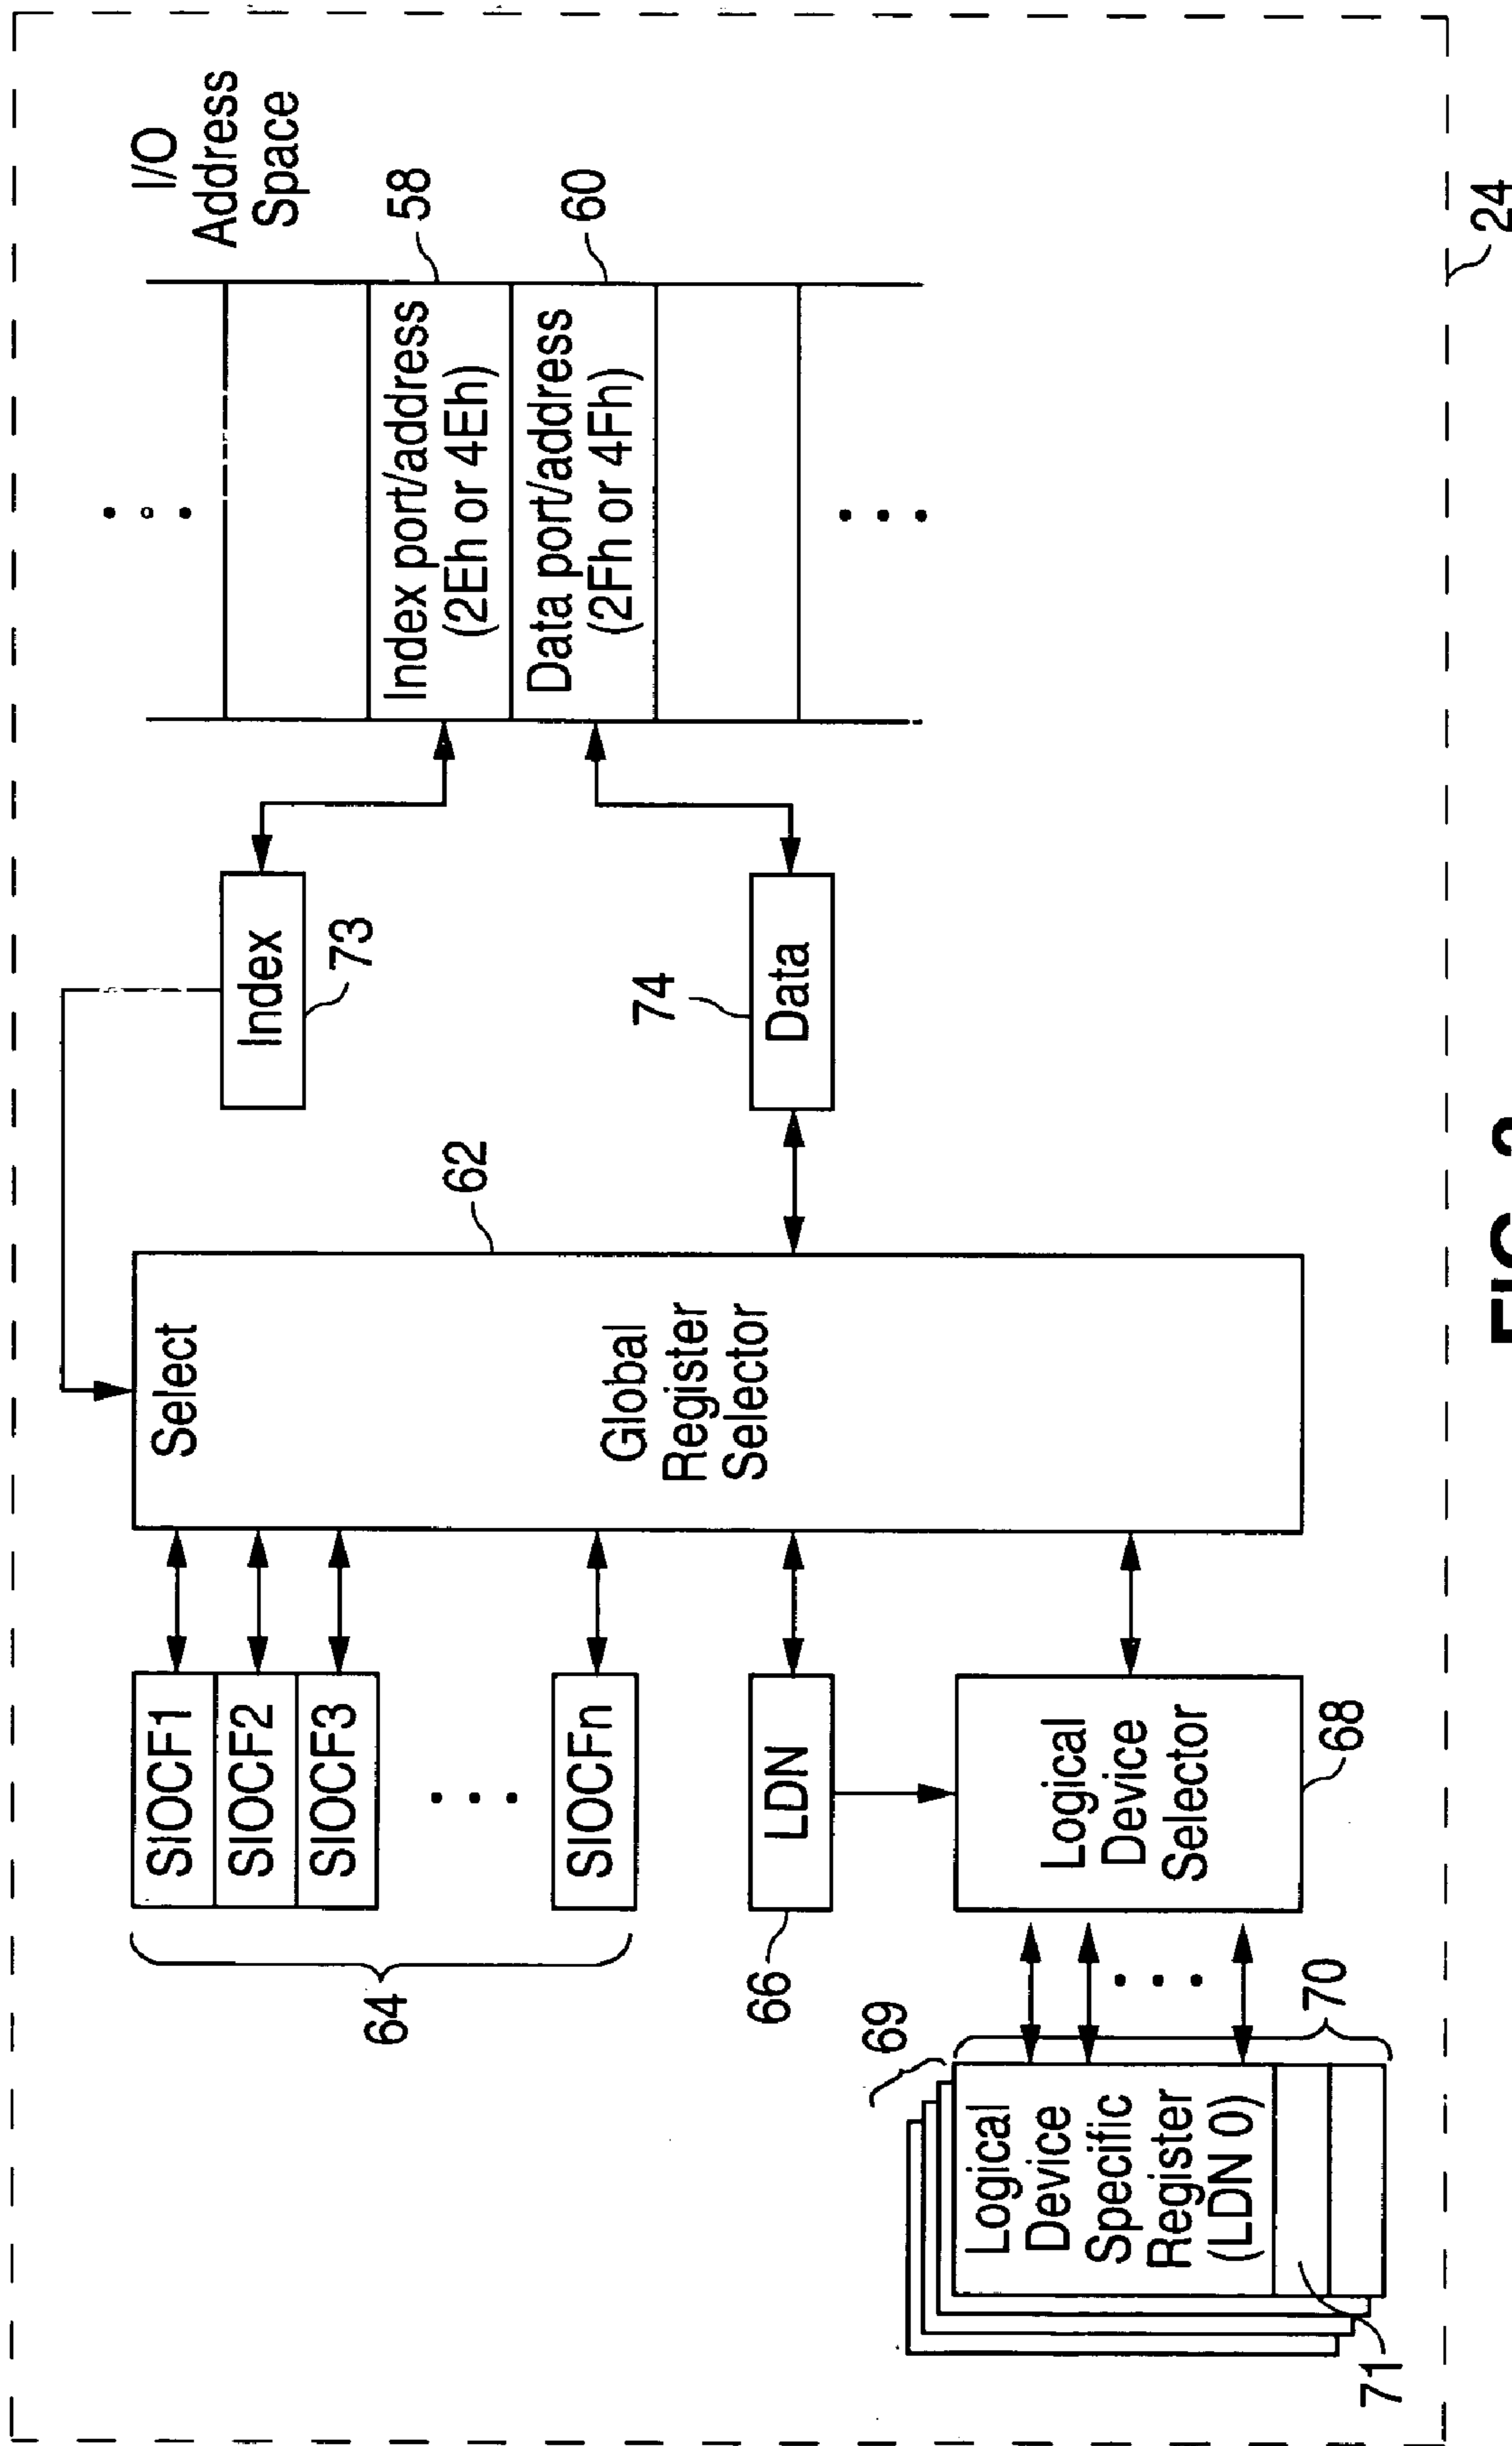 I/O
Address
Space
58
60
Index port/address
(2Eh or 4Eh)
Data port/address
(2Fh or 4Fh)
Index
73
74
Data
62
Select
Global
Register
Selector
SIOCF1
SIOCF2
SIOCF3
SIOCFn
64
LDN
66
Logical
Device
Selector
68
69
70
Logical
Device
Specific
Register
(LDN 0)
71
24